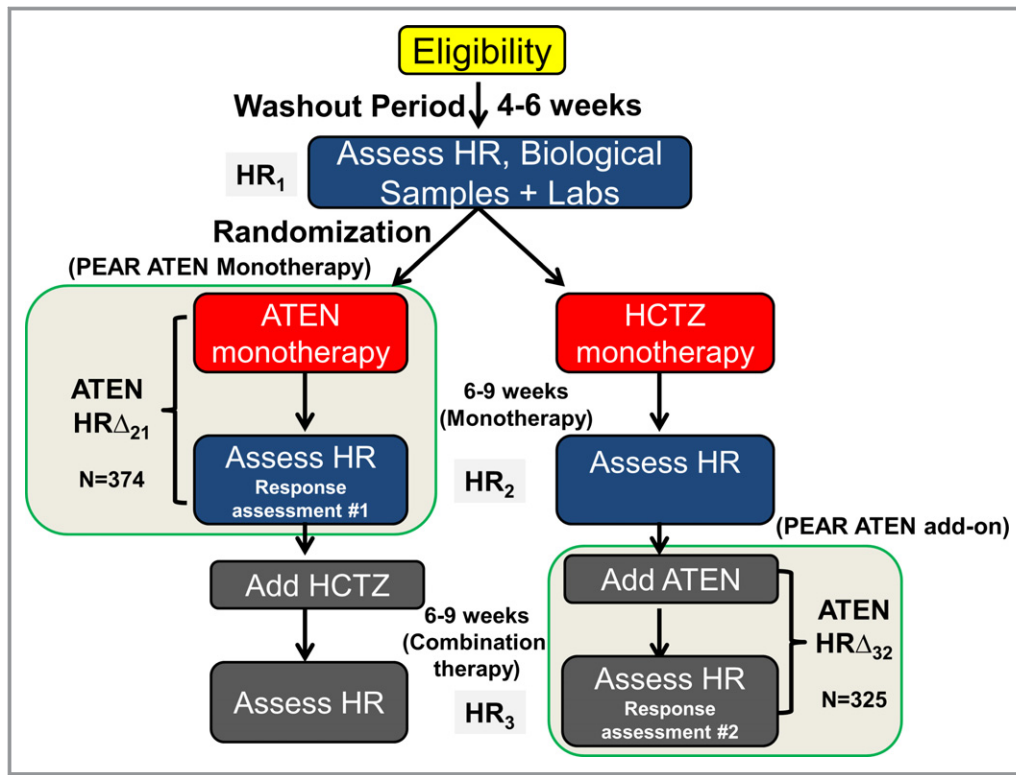 Eligibility
Washout Period 4-6 weeks
HR₁
Assess HR, Biological
Samples + Labs
Randomization
(PEAR ATEN Monotherapy)
ATEN
monotherapy
HCTZ
monotherapy
ATEN
HRΔ₂₁
N=374
6-9 weeks
(Monotherapy)
Assess HR
Response
assessment #1
HR₂
Assess HR
(PEAR ATEN add-on)
Add HCTZ
Add ATEN
6-9 weeks
(Combination
therapy)
ATEN
HRΔ₃₂
N=325
Assess HR
HR₃
Assess HR
Response
assessment #2